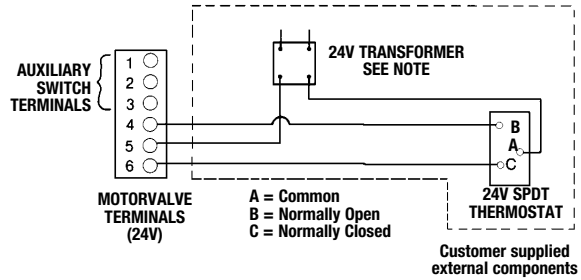 AUXILIARY
SWITCH
TERMINALS
1
2
3
4
5
6
MOTORVALVE
TERMINALS
(24V)
24V TRANSFORMER
SEE NOTE
B
A
C
24V SPDT
THERMOSTAT
A = Common
B = Normally Open
C = Normally Closed
Customer supplied
external components